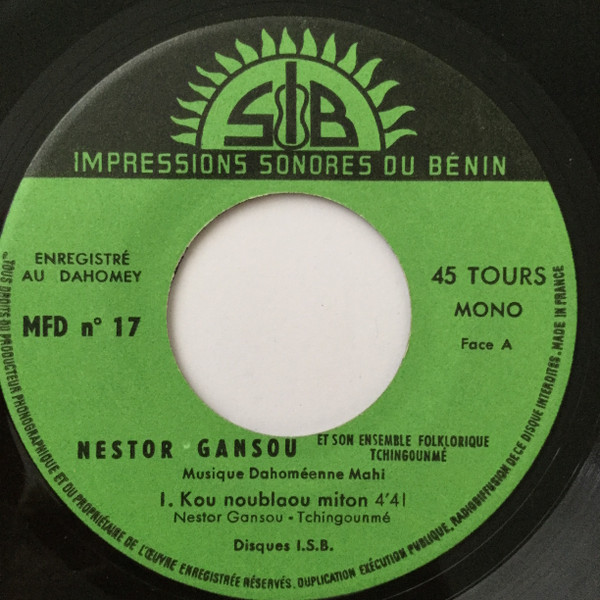 SIB
IMPRESSIONS SONORES DU BÉNIN
ENREGISTRÉ
AU DAHOMEY
MFD n° 17
45 TOURS
MONO
Face A
NESTOR GANSOU ET SON ENSEMBLE FOLKLORIQUE
TCHINGOUNMÉ
Musique Dahoméenne Mahi
1. Kou noublaou miton 4'41
Nestor Gansou - Tchingounmé
Disques I.S.B.
TOUS DROITS DU PRODUCTEUR PHONOGRAPHIQUE ET DU PROPRIÉTAIRE DE L'ŒUVRE ENREGISTRÉE RÉSERVÉS. DUPLICATION EXÉCUTION PUBLIQUE, RADIODIFFUSION DE CE DISQUE INTERDITES. MADE IN FRANCE